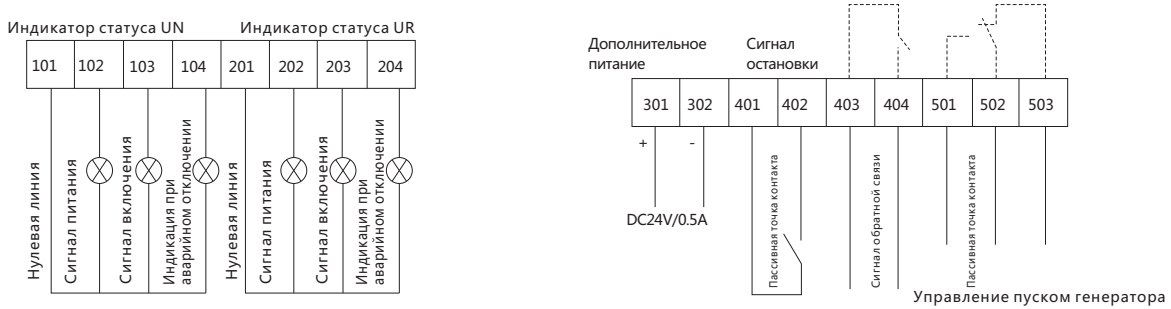 Индикатор статуса UN
Индикатор статуса UR
101 102 103 104 201 202 203 204
Нулевая линия
Сигнал питания
Сигнал включения
Индикация при
аварийном отключении
Нулевая линия
Сигнал питания
Сигнал включения
Индикация при
аварийном отключении
Дополнительное
питание
Сигнал
остановки
301 302 401 402 403 404 501 502 503
+ -
DC24V/0.5A
Пассивная точка контакта
Сигнал обратной связи
Пассивная точка контакта
Управление пуском генератора